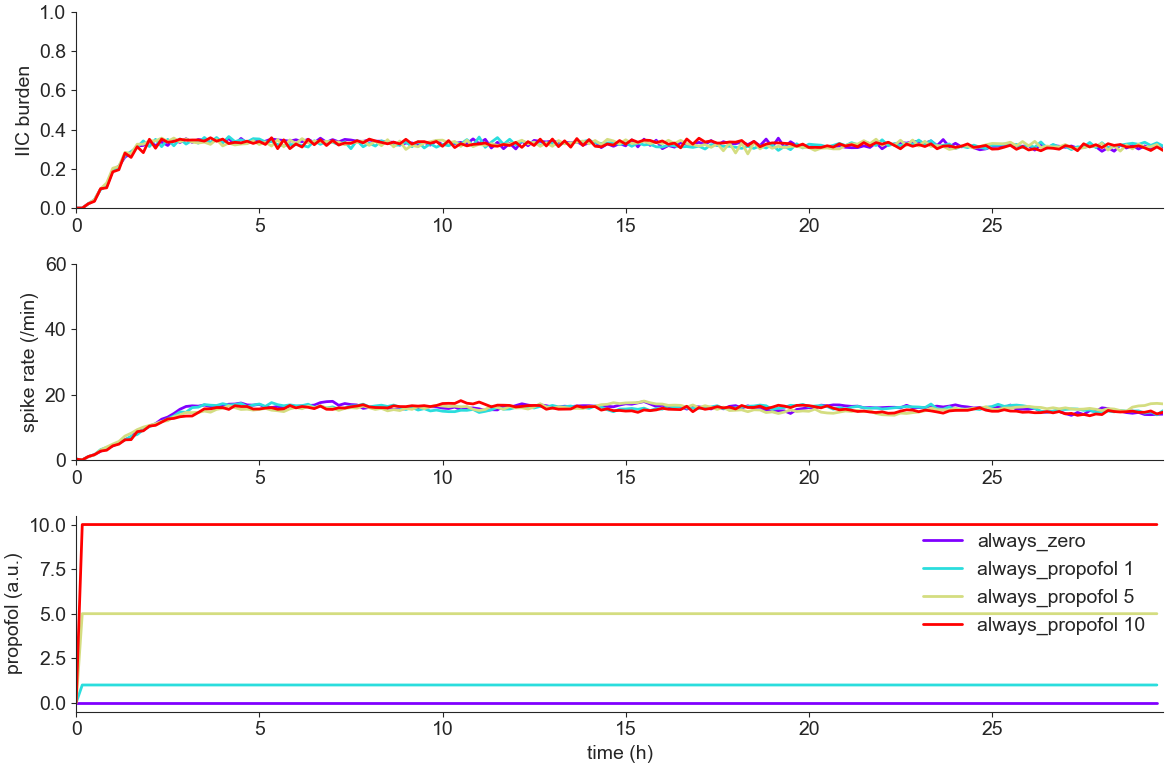 IIC burden
1.0
0.8
0.6
0.4
0.2
0.0
0 5 10 15 20 25
spike rate (/min)
60
40
20
0
0 5 10 15 20 25
propofol (a.u.)
10.0
7.5
5.0
2.5
0.0
always_zero
always_propofol 1
always_propofol 5
always_propofol 10
0 5 10 15 20 25
time (h)